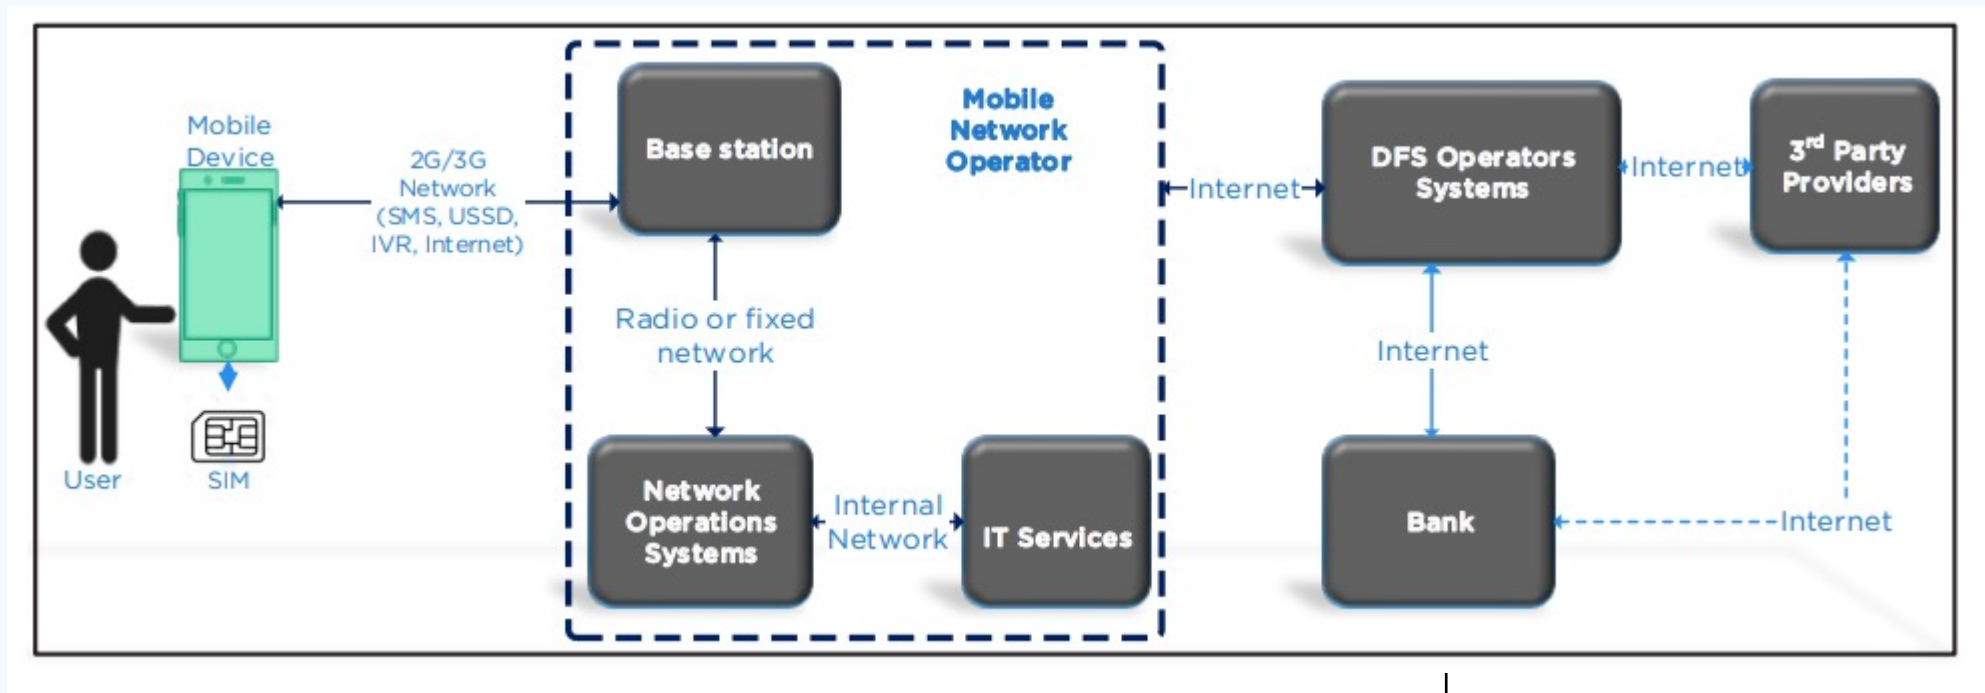 Mobile
Device
User
SIM
2G/3G
Network
(SMS, USSD,
IVR, Internet)
Base station
Mobile
Network
Operator
Radio or fixed
network
Network
Operations
Systems
Internal
Network
IT Services
Internet
DFS Operators
Systems
Internet
3rd Party
Providers
Internet
Bank
Internet